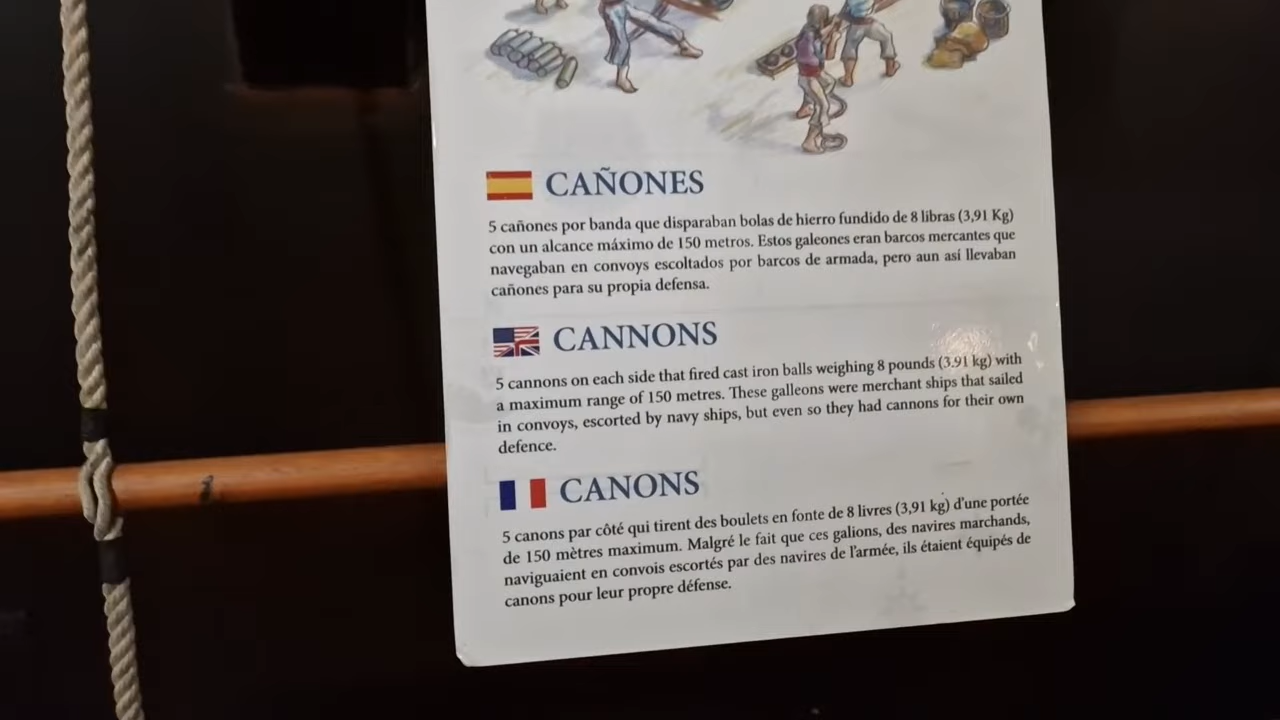 CAÑONES
5 cañones por banda que disparaban bolas de hierro fundido de 8 libras (3,91 Kg)
con un alcance máximo de 150 metros. Estos galeones eran barcos mercantes que
navegaban en convoys escoltados por barcos de armada, pero aun así llevaban
cañones para su propia defensa.
CANNONS
5 cannons on each side that fired cast iron balls weighing 8 pounds (3.91 kg) with
a maximum range of 150 metres. These galleons were merchant ships that sailed
in convoys, escorted by navy ships, but even so they had cannons for their own
defence.
CANONS
5 canons par côté qui tirent des boulets en fonte de 8 livres (3,91 kg) d'une portée
de 150 mètres maximum. Malgré le fait que ces galions, des navires marchands,
naviguaient en convois escortés par des navires de l'armée, ils étaient équipés de
canons pour leur propre défense.